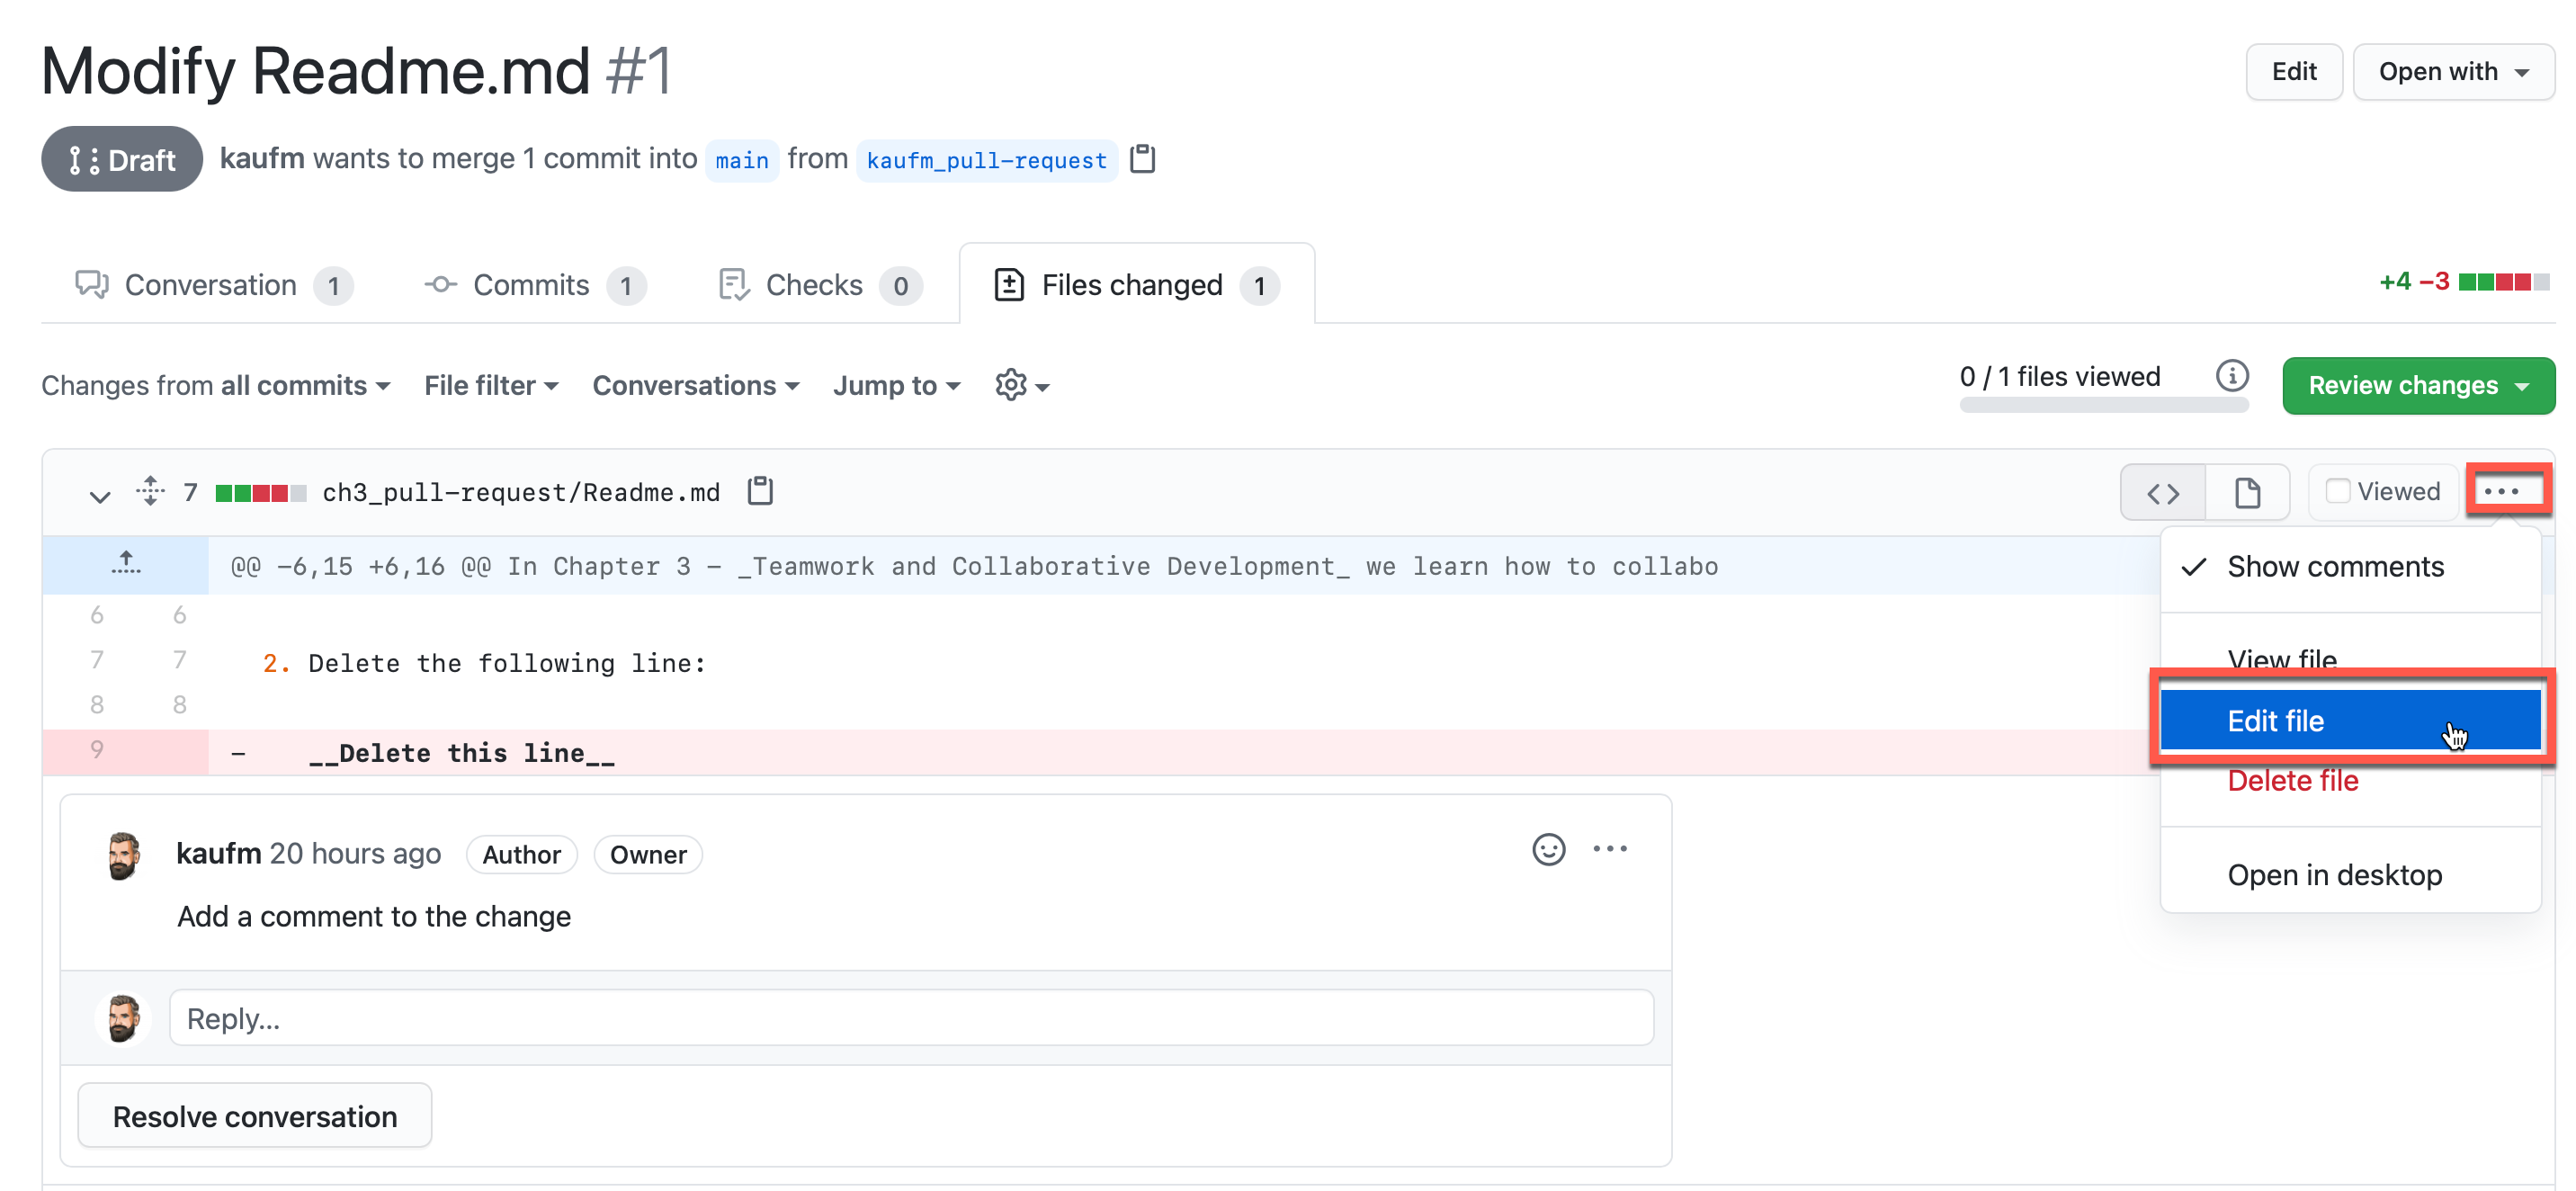 Modify Readme.md #1
Edit
Open with
Draft
kaufm wants to merge 1 commit into main from kaufm_pull-request
Conversation 1
Commits 1
Checks 0
Files changed 1
+4 −3
Changes from all commits
File filter
Conversations
Jump to
0 / 1 files viewed
Review changes
7
ch3_pull-request/Readme.md
Viewed
@@ −6,15 +6,16 @@ In Chapter 3 – _Teamwork and Collaborative Development_ we learn how to collabo
Show comments
View file
Edit file
Delete file
Open in desktop
6 6
7 7 2. Delete the following line:
8 8
9 − __Delete this line__
kaufm 20 hours ago Author Owner
Add a comment to the change
Reply...
Resolve conversation